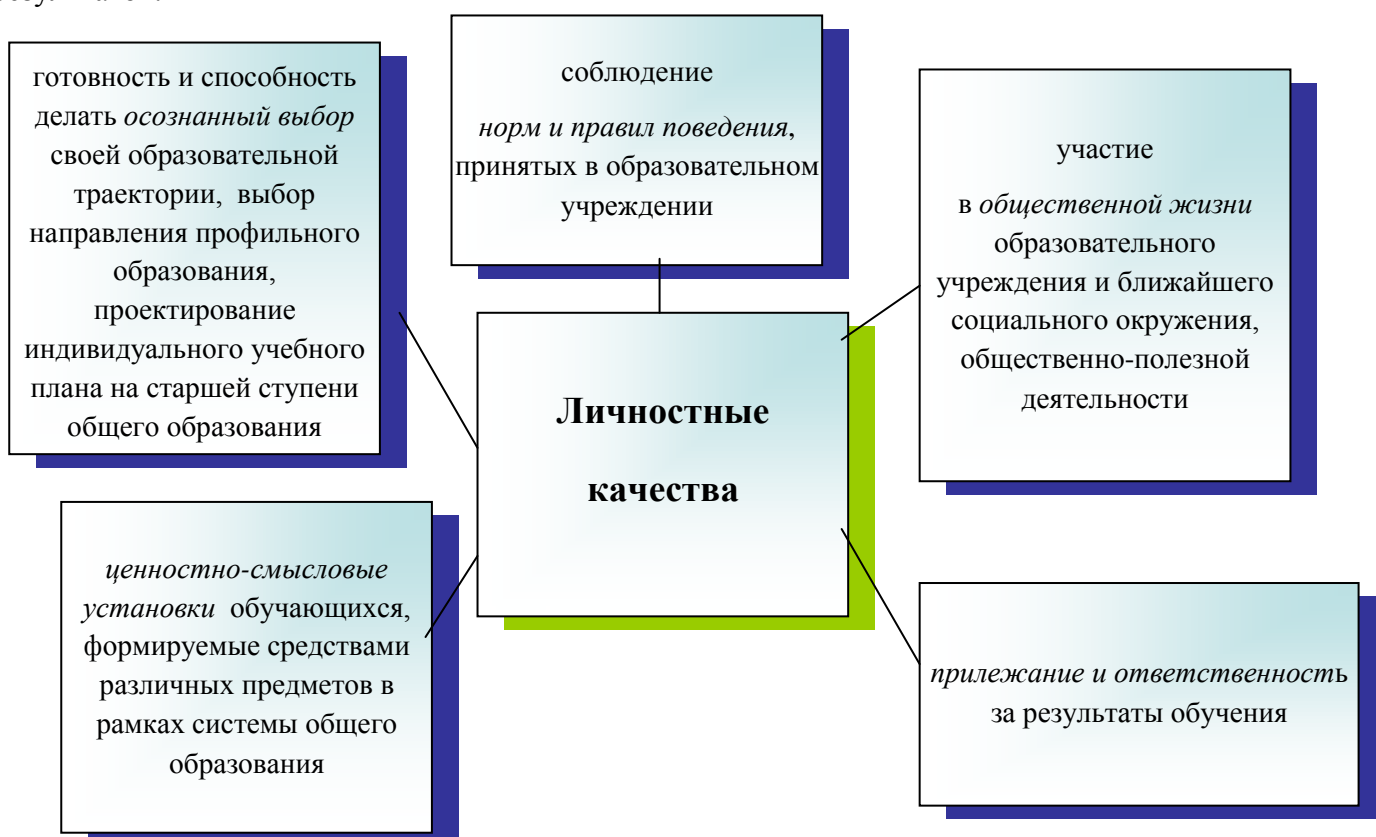 готовность и способность
делать осознанный выбор
своей образовательной
траектории, выбор
направления профильного
образования,
проектирование
индивидуального учебного
плана на старшей ступени
общего образования
соблюдение
норм и правил поведения,
принятых в образовательном
учреждении
участие
в общественной жизни
образовательного
учреждения и ближайшего
социального окружения,
общественно-полезной
деятельности
Личностные
качества
ценностно-смысловые
установки обучающихся,
формируемые средствами
различных предметов в
рамках системы общего
образования
прилежание и ответственность
за результаты обучения